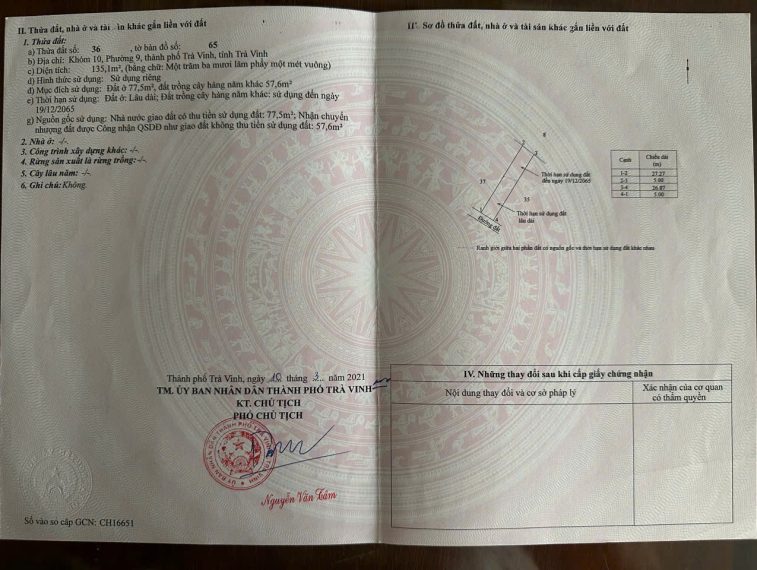 II. Thửa đất, nhà ở và tài sản khác gắn liền với đất
1. Thửa đất:
a) Thửa đất số: 36 , tờ bản đồ số: 65
b) Địa chỉ: Khóm 10, Phường 9, thành phố Trà Vinh, tỉnh Trà Vinh
c) Diện tích: 135,1m², (bằng chữ: Một trăm ba mươi lăm phẩy một mét vuông)
d) Hình thức sử dụng: Sử dụng riêng
đ) Mục đích sử dụng: Đất ở 77,5m², đất trồng cây hàng năm khác 57,6m²
e) Thời hạn sử dụng: Đất ở: Lâu dài; Đất trồng cây hàng năm khác: sử dụng đến ngày
19/12/2065
g) Nguồn gốc sử dụng: Nhà nước giao đất có thu tiền sử dụng đất: 77,5m²; Nhận chuyển
nhượng đất được Công nhận QSDĐ như giao đất không thu tiền sử dụng đất: 57,6m²
2. Nhà ở: -/-
3. Công trình xây dựng khác: -/-
4. Rừng sản xuất là rừng trồng: -/-
5. Cây lâu năm: -/-
6. Ghi chú: Không.
Thành phố Trà Vinh, ngày 10 tháng 3 năm 2021
TM. ỦY BAN NHÂN DÂN THÀNH PHỐ TRÀ VINH
KT. CHỦ TỊCH
PHÓ CHỦ TỊCH
Nguyễn Văn Tám
Số vào sổ cấp GCN: CH16651
III. Sơ đồ thửa đất, nhà ở và tài sản khác gắn liền với đất
8
2
3
Thời hạn sử dụng đất
đến ngày 19/12/2065
37
35
Thời hạn sử dụng đất
lâu dài
1
4
Đường đất
Cạnh Chiều dài (m)
1-2 27.27
2-3 5.00
3-4 26.87
4-1 5.00
Ranh giới giữa hai phần đất có nguồn gốc và thời hạn sử dụng đất khác nhau
IV. Những thay đổi sau khi cấp giấy chứng nhận
Nội dung thay đổi và cơ sở pháp lý
Xác nhận của cơ quan
có thẩm quyền